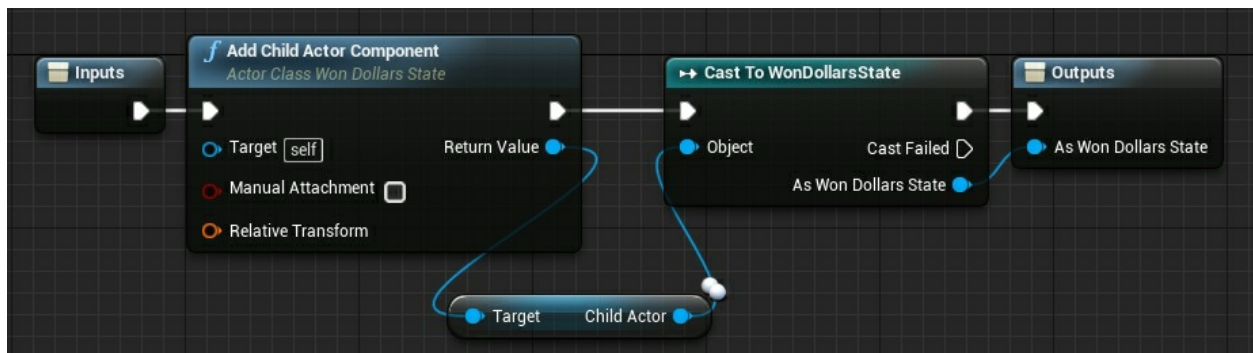 Inputs
f Add Child Actor Component
Actor Class Won Dollars State
Target self
Return Value
Manual Attachment
Relative Transform
Target
Child Actor
Cast To WonDollarsState
Object
Cast Failed
As Won Dollars State
Outputs
As Won Dollars State